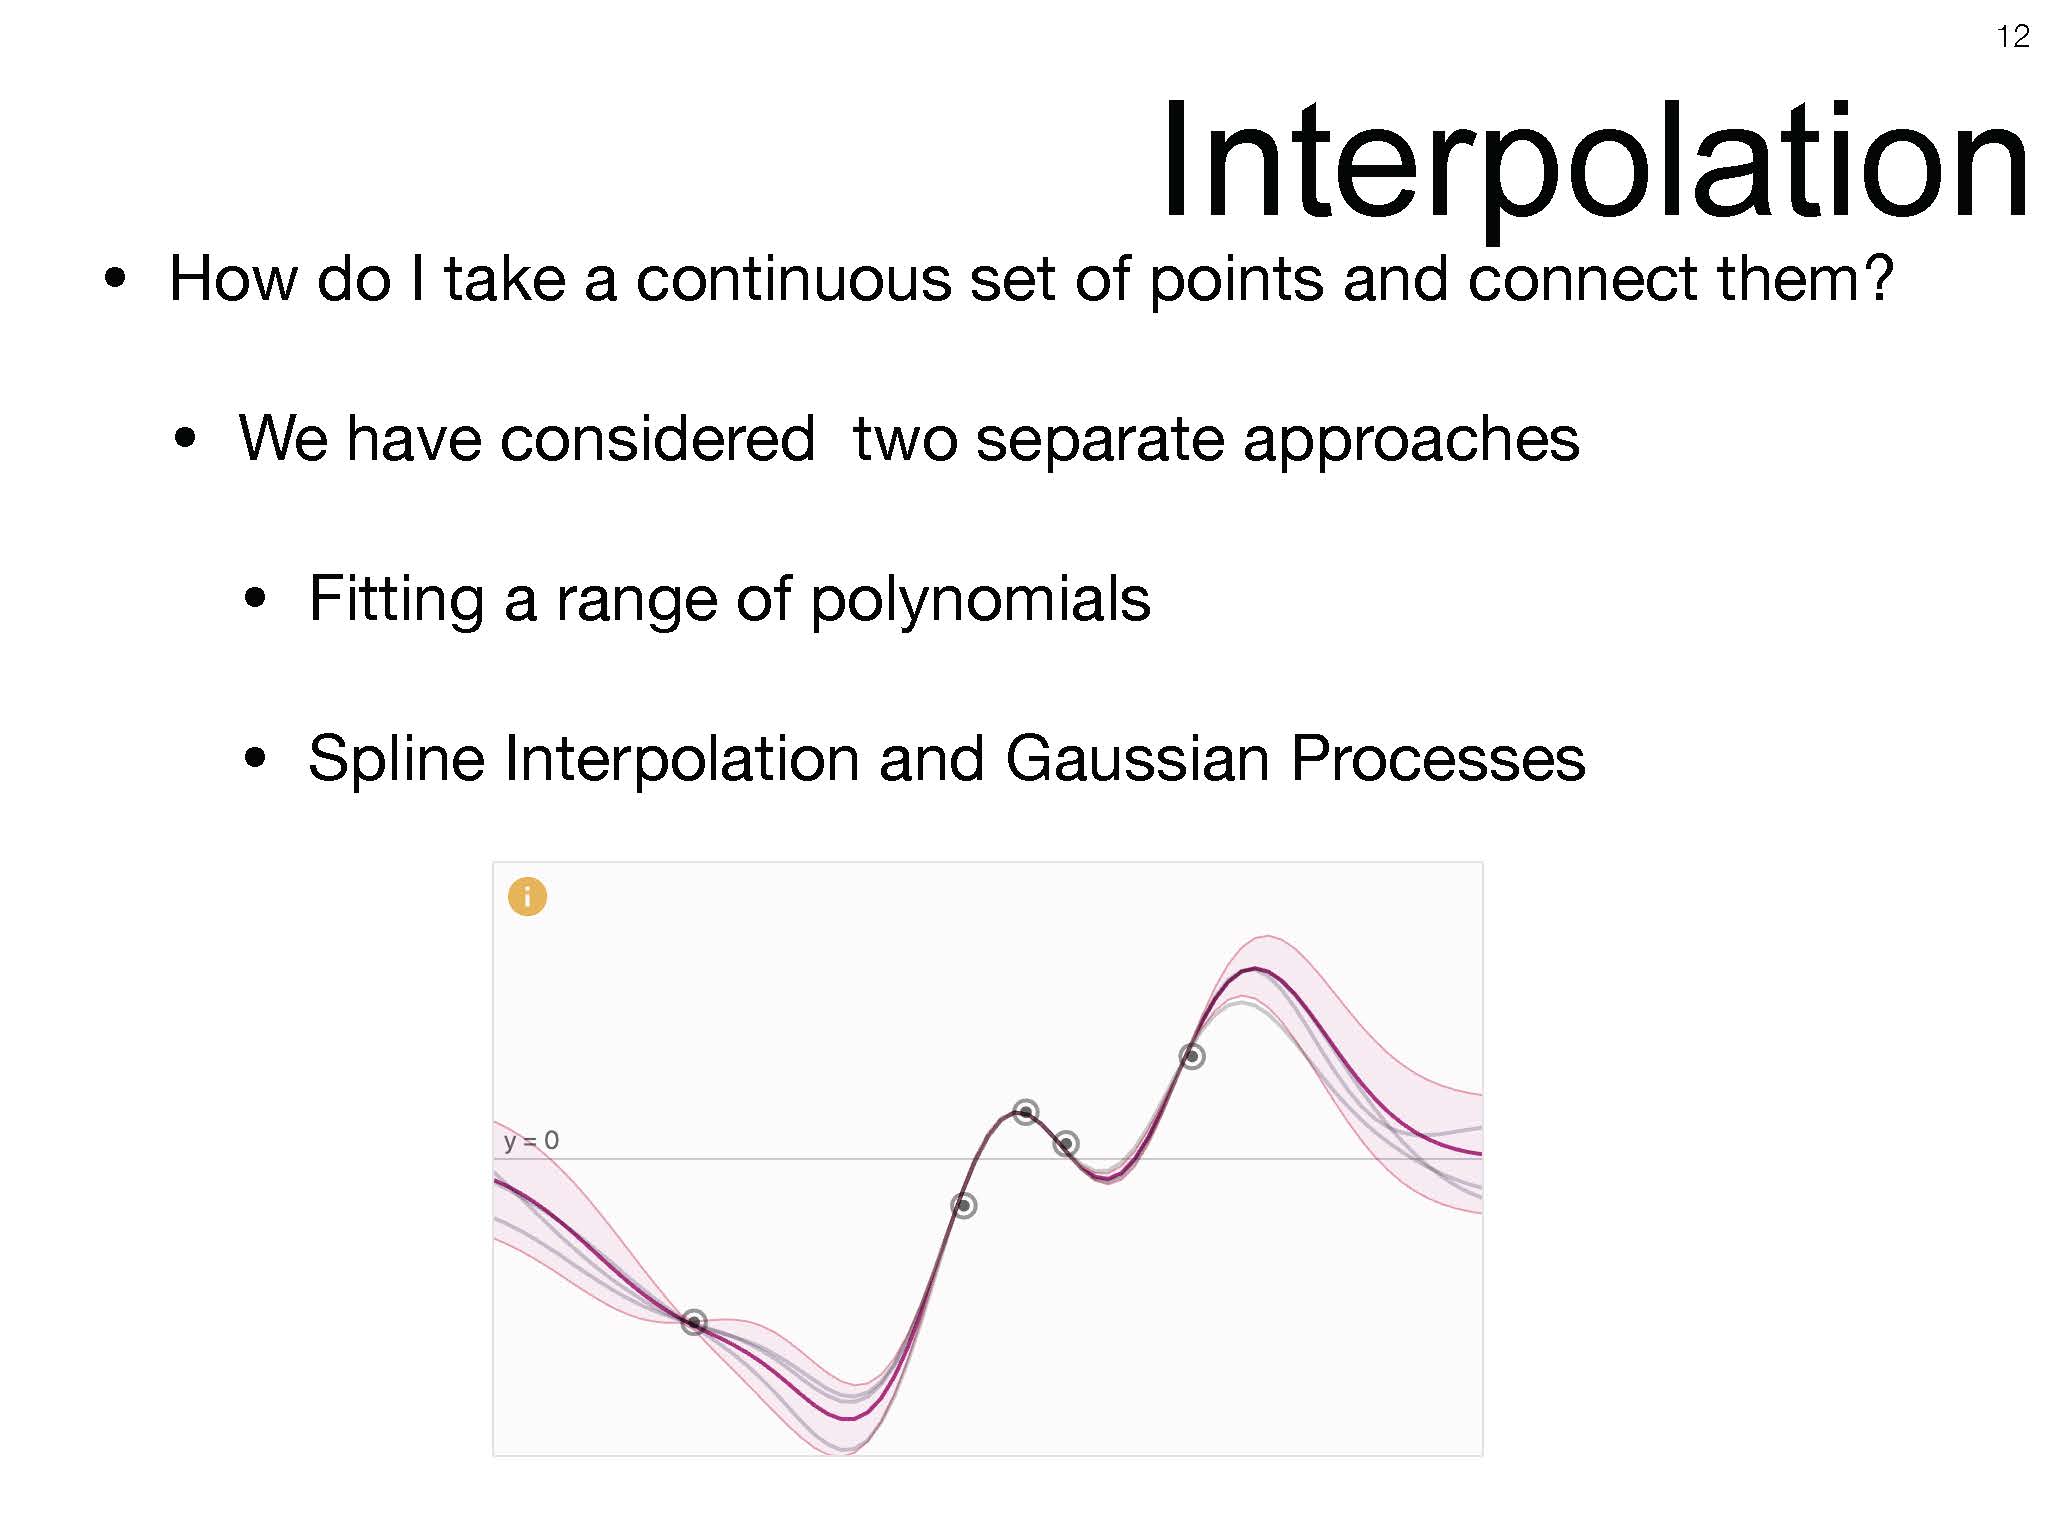 12
Interpolation
• How do I take a continuous set of points and connect them?
• We have considered  two separate approaches
• Fitting a range of polynomials
• Spline Interpolation and Gaussian Processes
i
y = 0